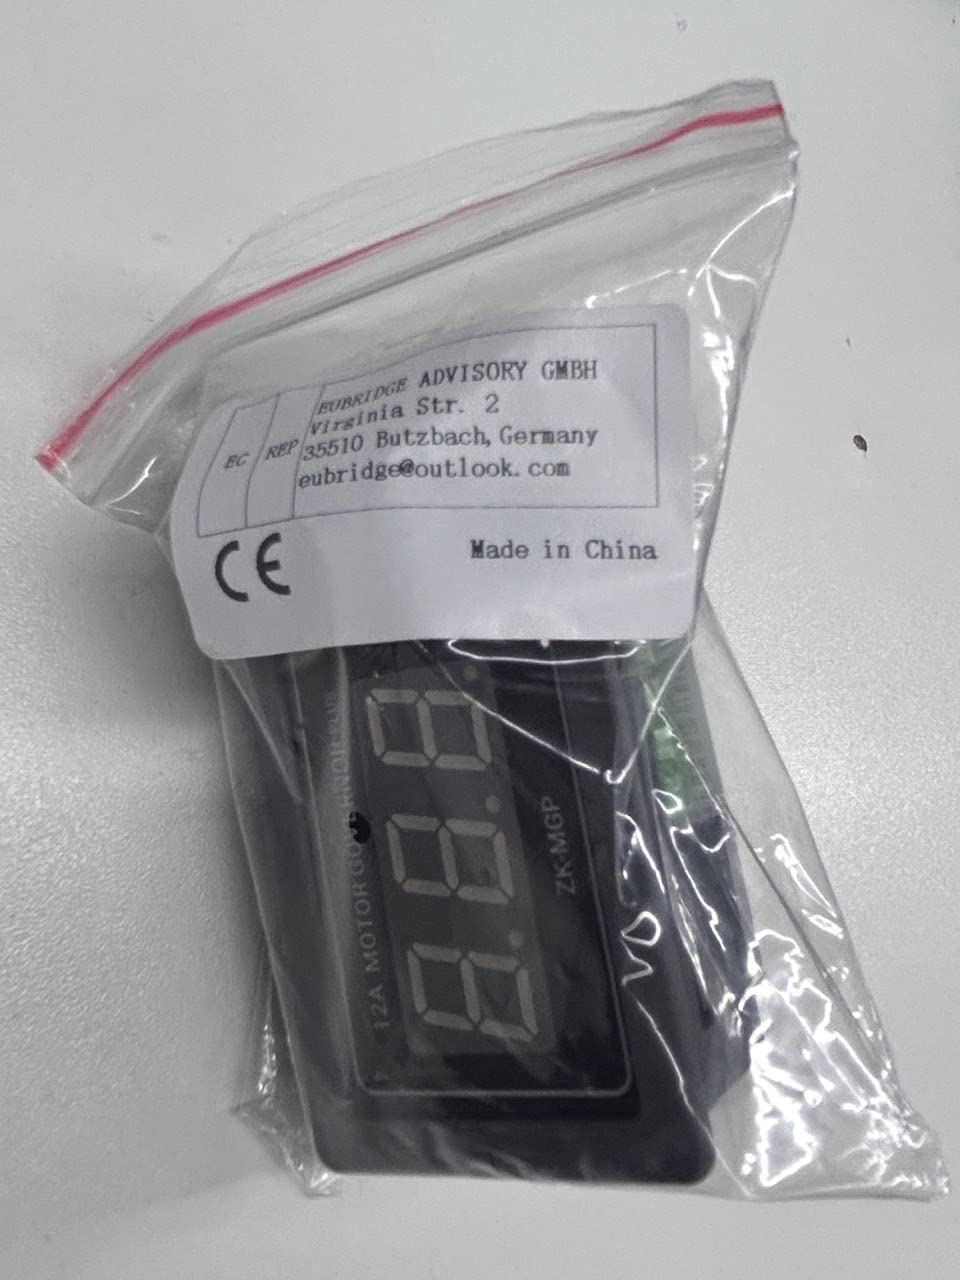 EC REP
EUBRIDGE ADVISORY GMBH
Virginia Str. 2
35510 Butzbach, Germany
eubridge@outlook.com
CE
Made in China
12A MOTOR GOVERNOR
ZK-MGP